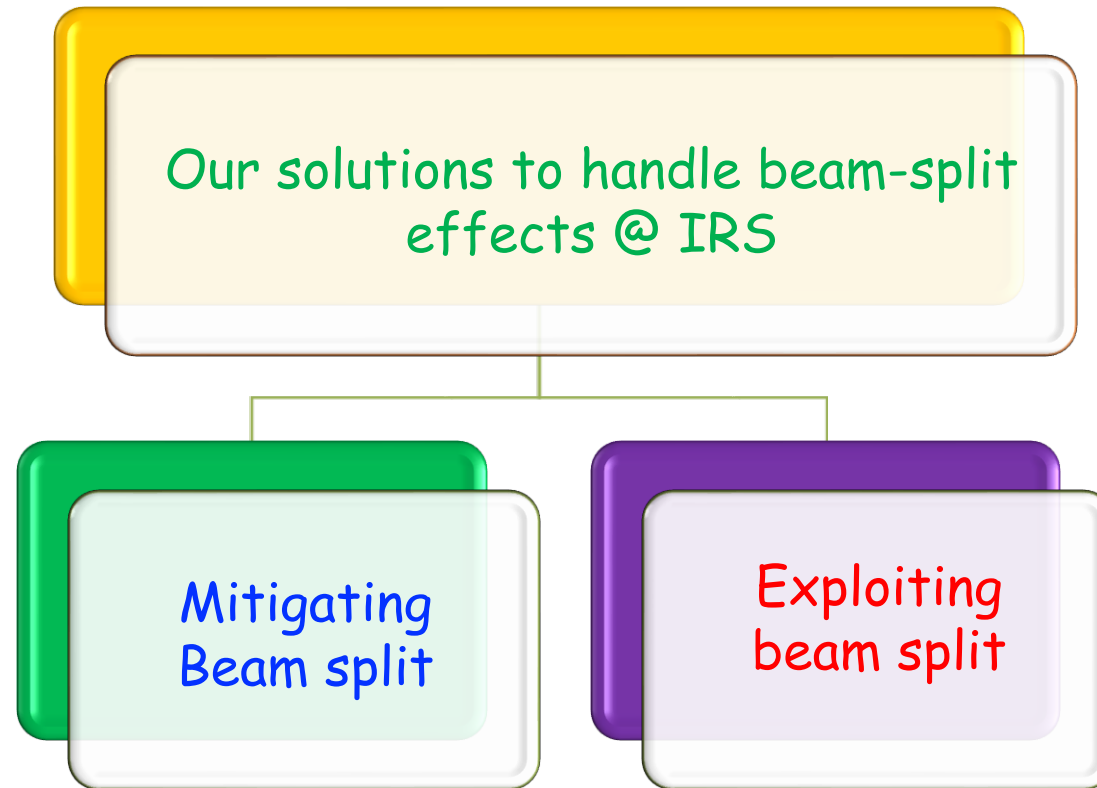 Our solutions to handle beam-split
effects @ IRS
Mitigating
Beam split
Exploiting
beam split